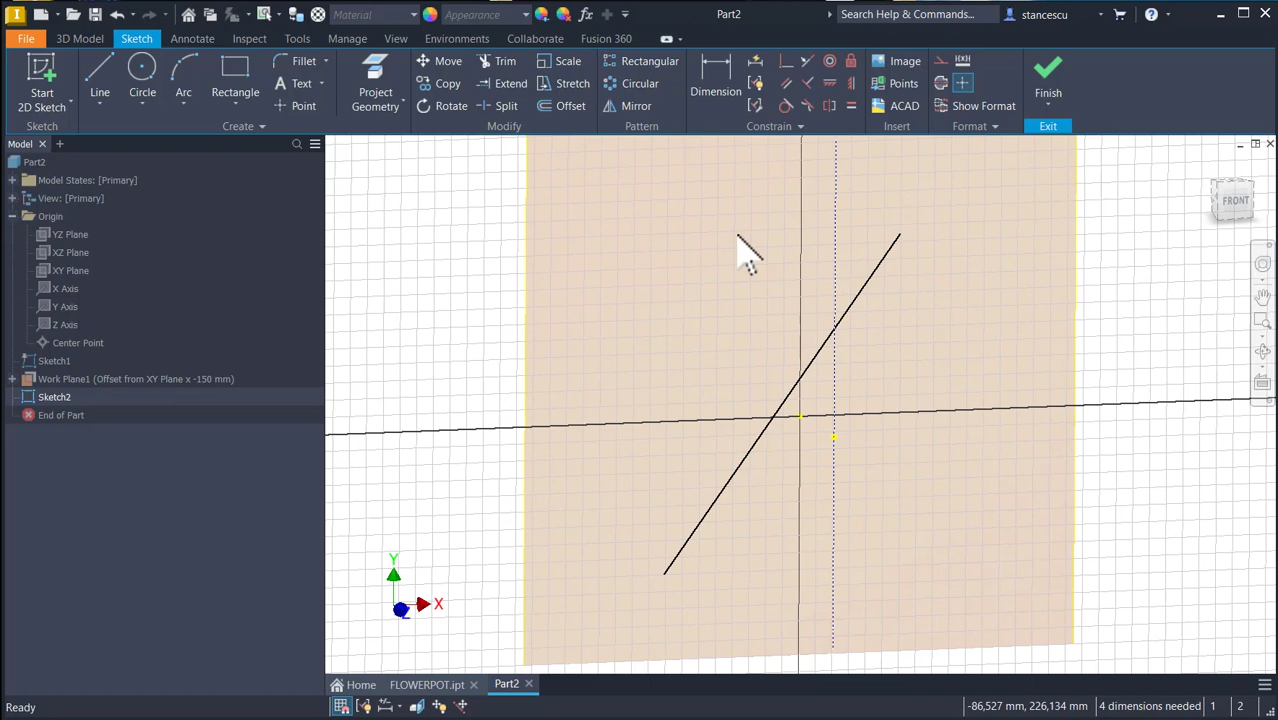 I PRO
Material
Appearance
fx
Part2
Search Help & Commands...
stancescu
File
3D Model
Sketch
Annotate
Inspect
Tools
Manage
View
Environments
Collaborate
Fusion 360
Start
2D Sketch
Line
Circle
Arc
Rectangle
Fillet
Text
Point
Project
Geometry
Move
Copy
Rotate
Trim
Extend
Split
Scale
Stretch
Offset
Rectangular
Circular
Mirror
Dimension
Image
Points
ACAD
Show Format
Finish
Sketch
Create
Modify
Pattern
Constrain
Insert
Format
Exit
Model
Part2
Model States: [Primary]
View: [Primary]
Origin
YZ Plane
XZ Plane
XY Plane
X Axis
Y Axis
Z Axis
Center Point
Sketch1
Work Plane1 (Offset from XY Plane x -150 mm)
Sketch2
End of Part
FRONT
Y
X
Z
Home
FLOWERPOT.ipt
Part2
Ready
-86,527 mm, 226,134 mm
4 dimensions needed
1
2